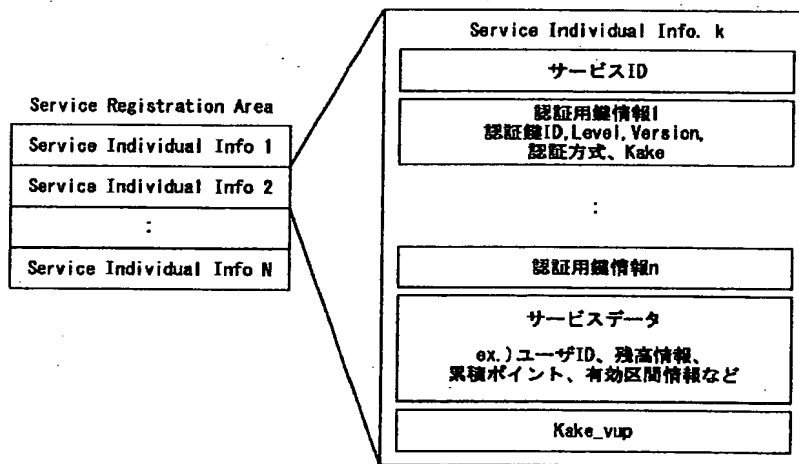 Service Registration Area
Service Individual Info 1
Service Individual Info 2
:
Service Individual Info N
Service Individual Info. k
サービスID
認証用鍵情報1
認証鍵ID,Level,Version,
認証方式、Kake
:
認証用鍵情報n
サービスデータ
ex.)ユーザID、残高情報、
累積ポイント、有効区間情報など
Kake_vup